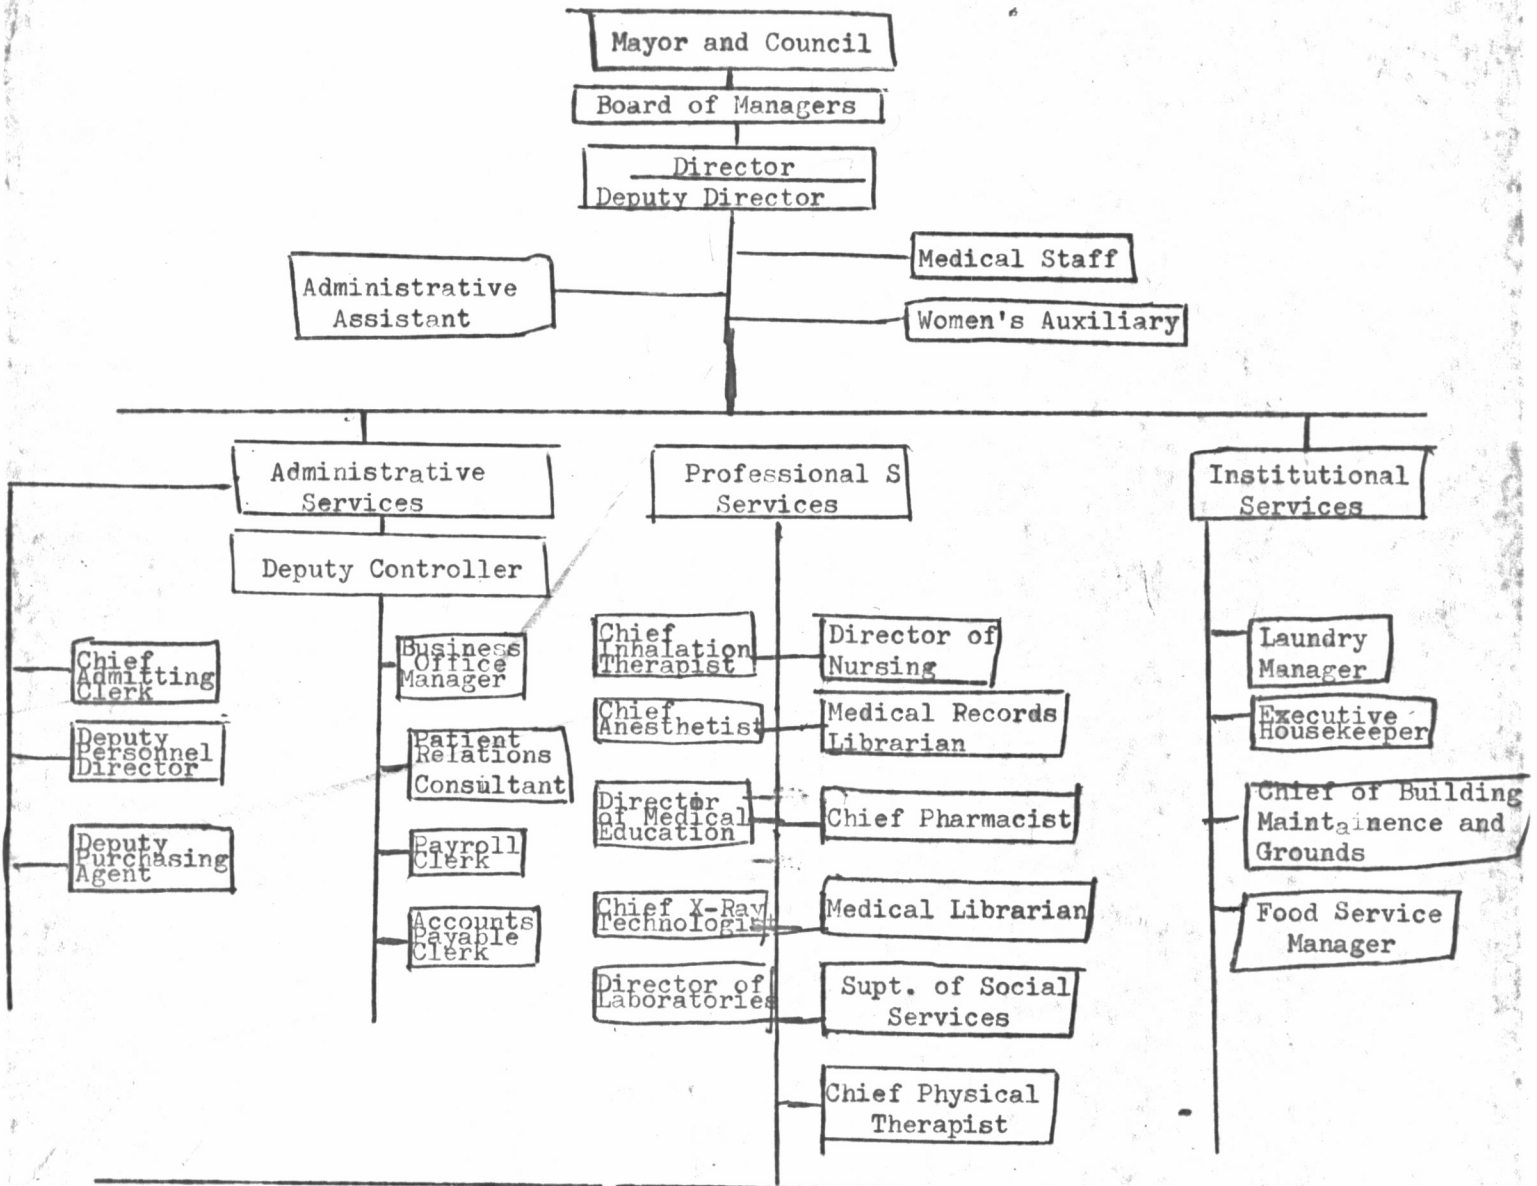 Mayor and Council
Board of Managers
Director
Deputy Director
Medical Staff
Administrative
Assistant
Women's Auxiliary
Administrative
Services
Professional S
Services
Institutional
Services
Deputy Controller
Chief
Admitting
Clerk
Deputy
Personnel
Director
Deputy
Purchasing
Agent
Business
Office
Manager
Patient
Relations
Consultant
Payroll
Clerk
Accounts
Payable
Clerk
Chief
Inhalation
Therapist
Chief
Anesthetist
Director
of Medical
Education
Chief X-Ray
Technologist
Director of
Laboratories
Director of
Nursing
Medical Records
Librarian
Chief Pharmacist
Medical Librarian
Supt. of Social
Services
Chief Physical
Therapist
Laundry
Manager
Executive
Housekeeper
Chief of Building
Maintainence and
Grounds
Food Service
Manager